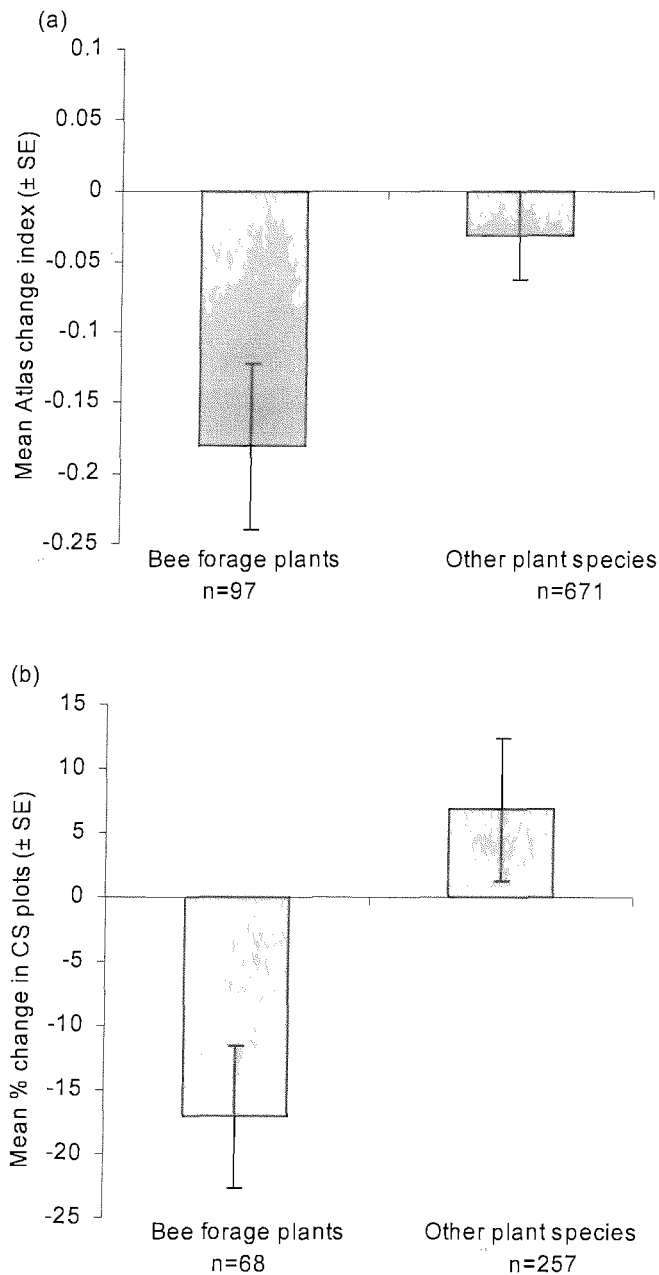 (a)
0.1
0.05
0
-0.05
-0.1
-0.15
-0.2
-0.25
Mean Atlas change index (± SE)
Bee forage plants
n=97
Other plant species
n=671
(b)
15
10
5
0
-5
-10
-15
-20
-25
Mean % change in CS plots (± SE)
Bee forage plants
n=68
Other plant species
n=257